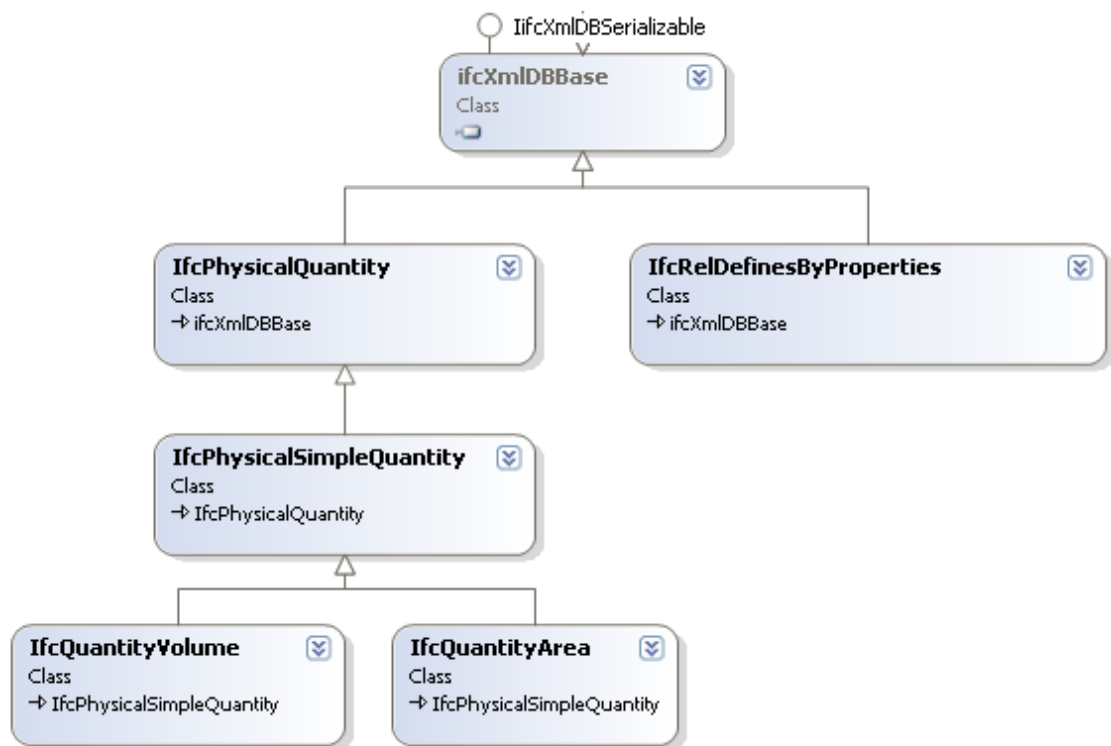 IifcXmlDBSerializable
ifcXmlDBBase
Class
IfcPhysicalQuantity
Class
ifcXmlDBBase
IfcRelDefinesByProperties
Class
ifcXmlDBBase
IfcPhysicalSimpleQuantity
Class
IfcPhysicalQuantity
IfcQuantityVolume
Class
IfcPhysicalSimpleQuantity
IfcQuantityArea
Class
IfcPhysicalSimpleQuantity